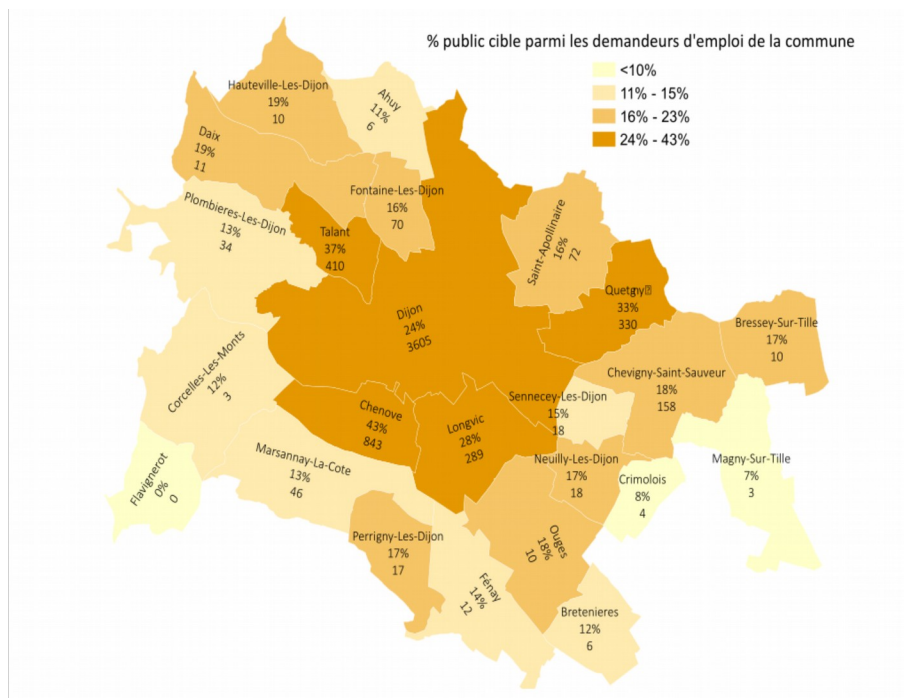 % public cible parmi les demandeurs d'emploi de la commune
<10%
11% - 15%
16% - 23%
24% - 43%
Hauteville-Les-Dijon
19%
10
Ahuy
11%
6
Daix
19%
11
Fontaine-Les-Dijon
16%
70
Plombieres-Les-Dijon
13%
34
Talant
37%
410
Saint-Apollinaire
16%
72
Dijon
24%
3605
Quetgny
33%
330
Bressey-Sur-Tille
17%
10
Corcelles-Les-Monts
12%
3
Chevigny-Saint-Sauveur
18%
158
Sennecey-Les-Dijon
15%
18
Chenove
43%
843
Longvic
28%
289
Marsannay-La-Cote
13%
46
Neuilly-Les-Dijon
17%
18
Crimolois
8%
4
Magny-Sur-Tille
7%
3
Flavignerot
0%
0
Perrigny-Les-Dijon
17%
17
Ouges
18%
10
Fénay
14%
12
Bretenieres
12%
6